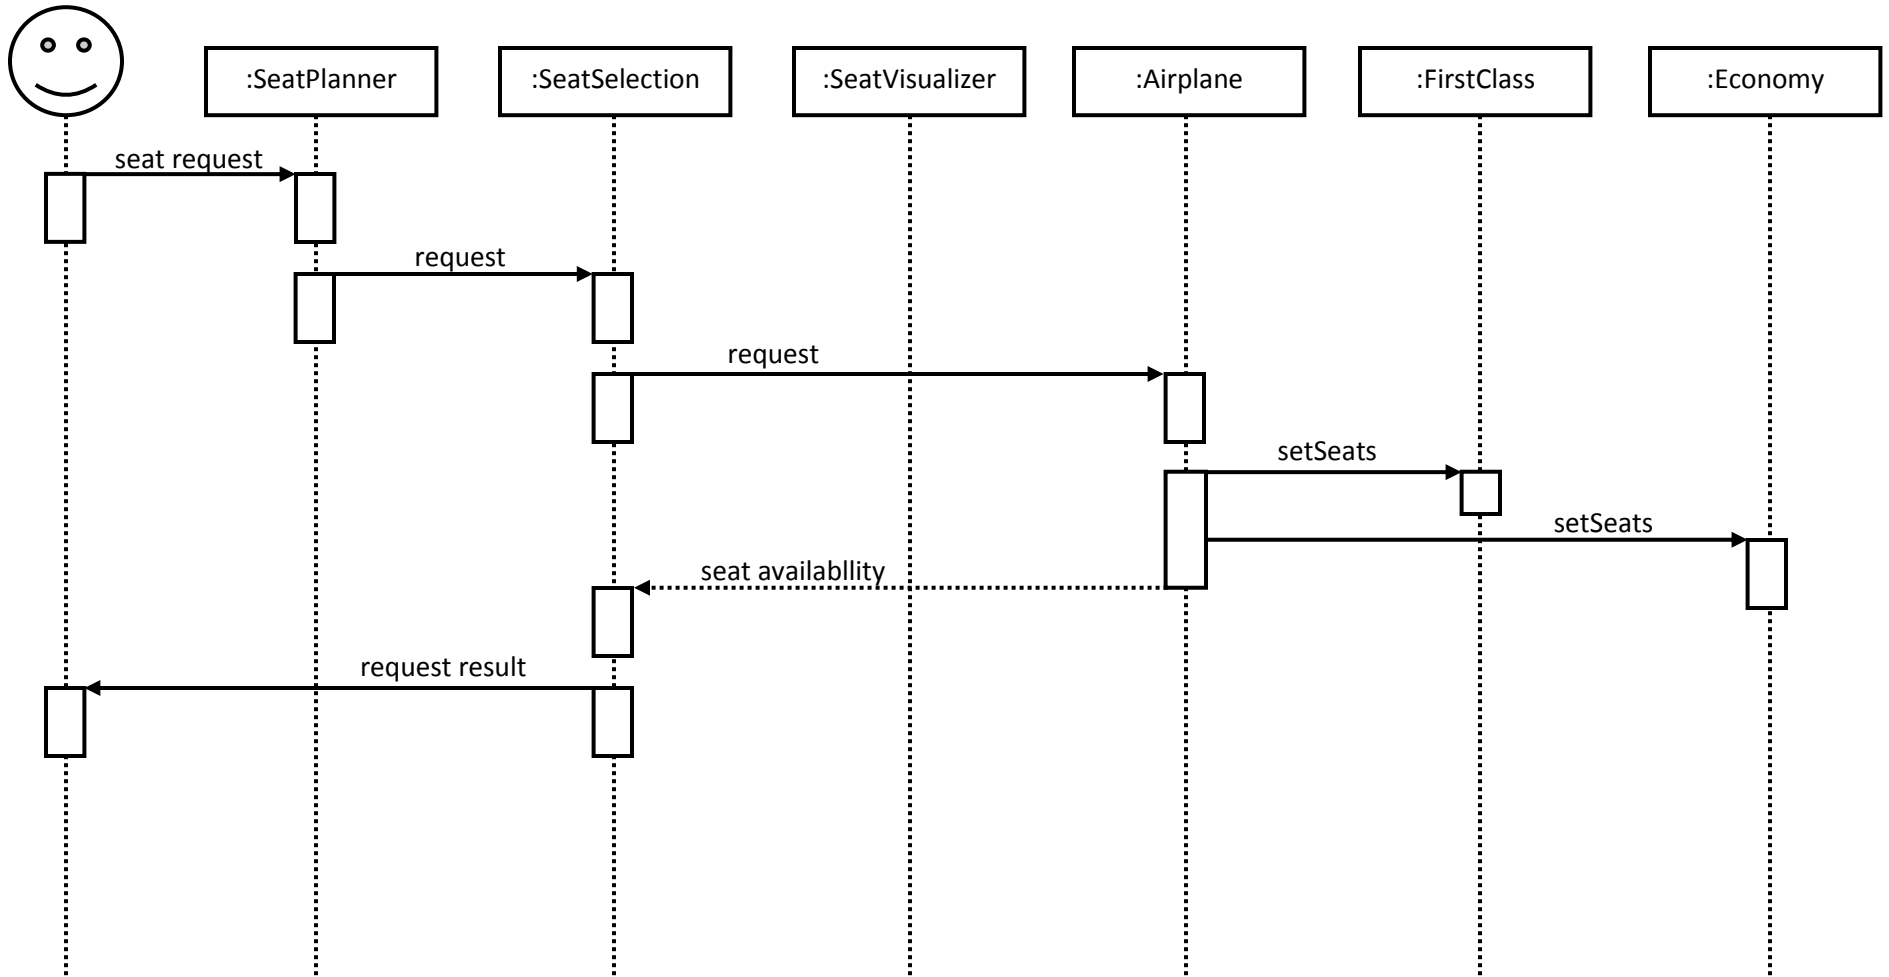 :SeatPlanner
:SeatSelection
:SeatVisualizer
:Airplane
:FirstClass
:Economy
seat request
request
request
setSeats
setSeats
seat availabllity
request result